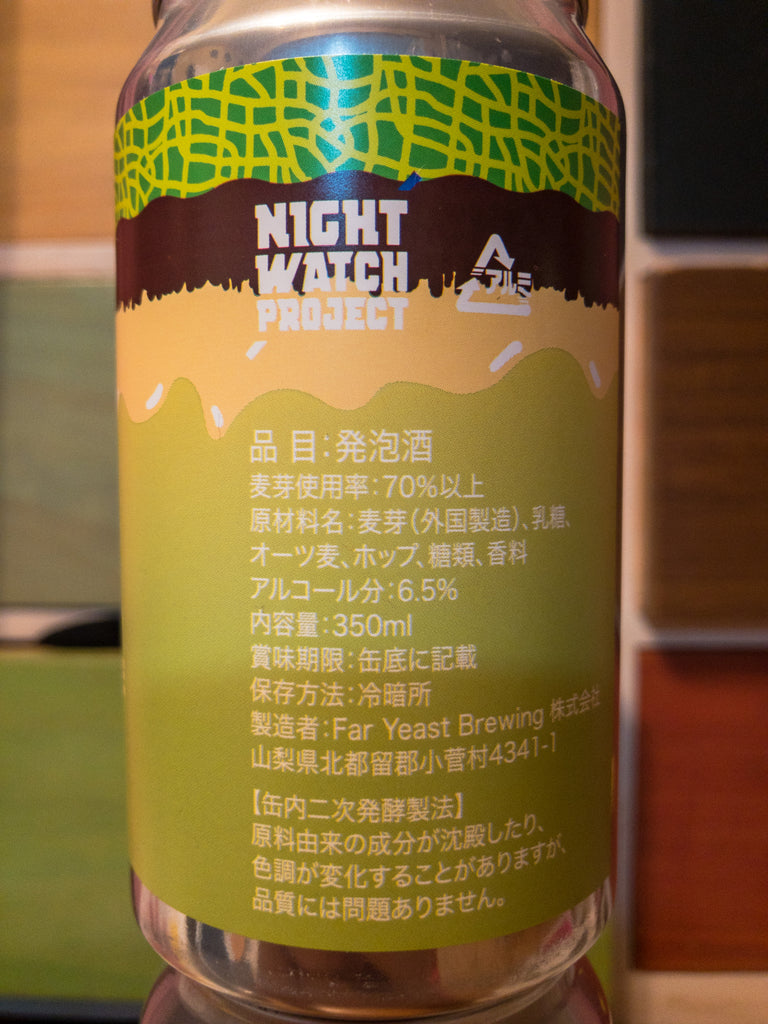 NIGHT
WATCH
PROJECT
アルミ
品目：発泡酒
麦芽使用率：70％以上
原材料名：麦芽（外国製造）、乳糖、
オーツ麦、ホップ、糖類、香料
アルコール分：6.5％
内容量：350ml
賞味期限：缶底に記載
保存方法：冷暗所
製造者：Far Yeast Brewing 株式会社
山梨県北都留郡小菅村4341-1
【缶内二次発酵製法】
原料由来の成分が沈殿したり、
色調が変化することがありますが、
品質には問題ありません。